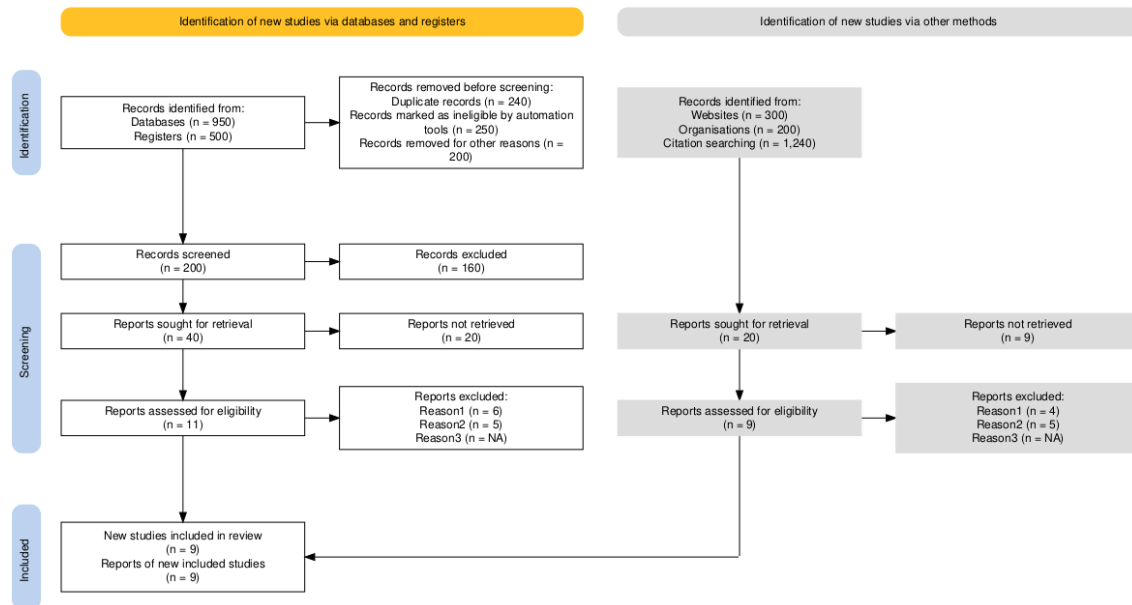 Identification of new studies via databases and registers
Identification of new studies via other methods
Identification
Records identified from:
Databases (n = 950)
Registers (n = 500)
Records removed before screening:
Duplicate records (n = 240)
Records marked as ineligible by automation
tools (n = 250)
Records removed for other reasons (n =
200)
Records identified from:
Websites (n = 300)
Organisations (n = 200)
Citation searching (n = 1,240)
Screening
Records screened
(n = 200)
Records excluded
(n = 160)
Reports sought for retrieval
(n = 40)
Reports not retrieved
(n = 20)
Reports sought for retrieval
(n = 20)
Reports not retrieved
(n = 9)
Reports assessed for eligibility
(n = 11)
Reports excluded:
Reason1 (n = 6)
Reason2 (n = 5)
Reason3 (n = NA)
Reports assessed for eligibility
(n = 9)
Reports excluded:
Reason1 (n = 4)
Reason2 (n = 5)
Reason3 (n = NA)
Included
New studies included in review
(n = 9)
Reports of new included studies
(n = 9)